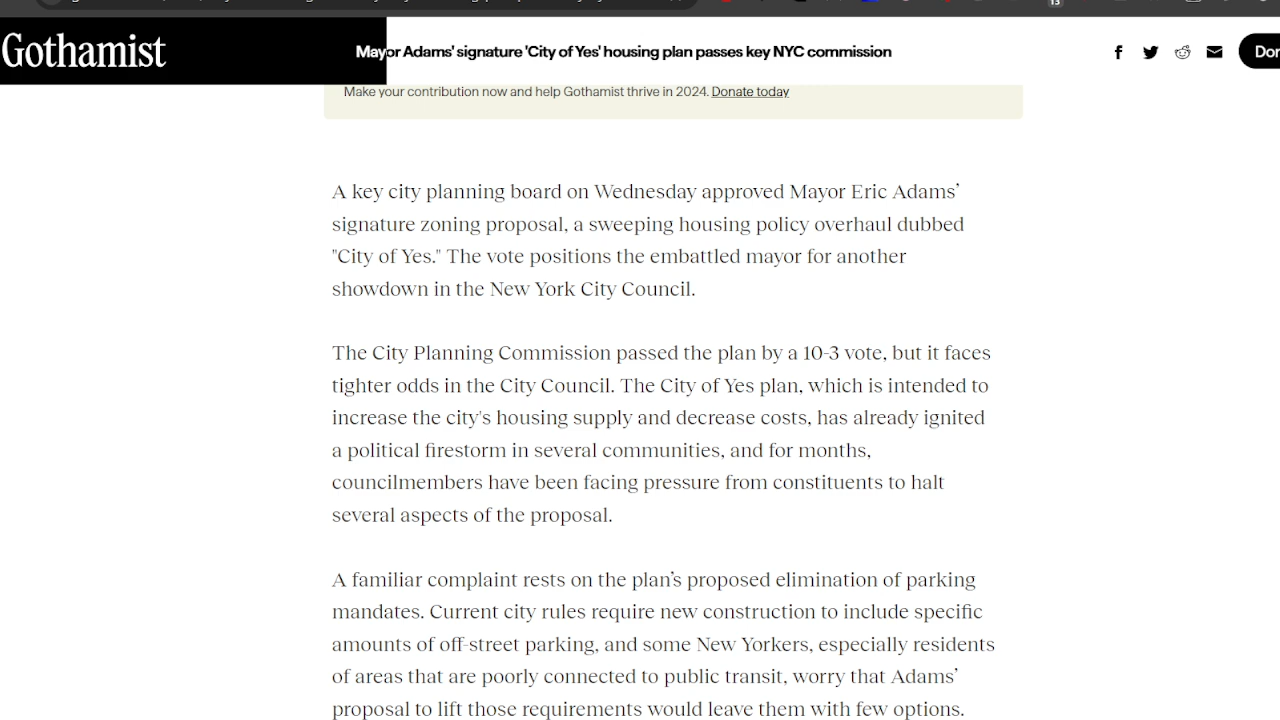 13
Gothamist
Mayor Adams' signature 'City of Yes' housing plan passes key NYC commission
Make your contribution now and help Gothamist thrive in 2024. Donate today
A key city planning board on Wednesday approved Mayor Eric Adams’
signature zoning proposal, a sweeping housing policy overhaul dubbed
"City of Yes." The vote positions the embattled mayor for another
showdown in the New York City Council.
The City Planning Commission passed the plan by a 10-3 vote, but it faces
tighter odds in the City Council. The City of Yes plan, which is intended to
increase the city's housing supply and decrease costs, has already ignited
a political firestorm in several communities, and for months,
councilmembers have been facing pressure from constituents to halt
several aspects of the proposal.
A familiar complaint rests on the plan’s proposed elimination of parking
mandates. Current city rules require new construction to include specific
amounts of off-street parking, and some New Yorkers, especially residents
of areas that are poorly connected to public transit, worry that Adams’
proposal to lift those requirements would leave them with few options.